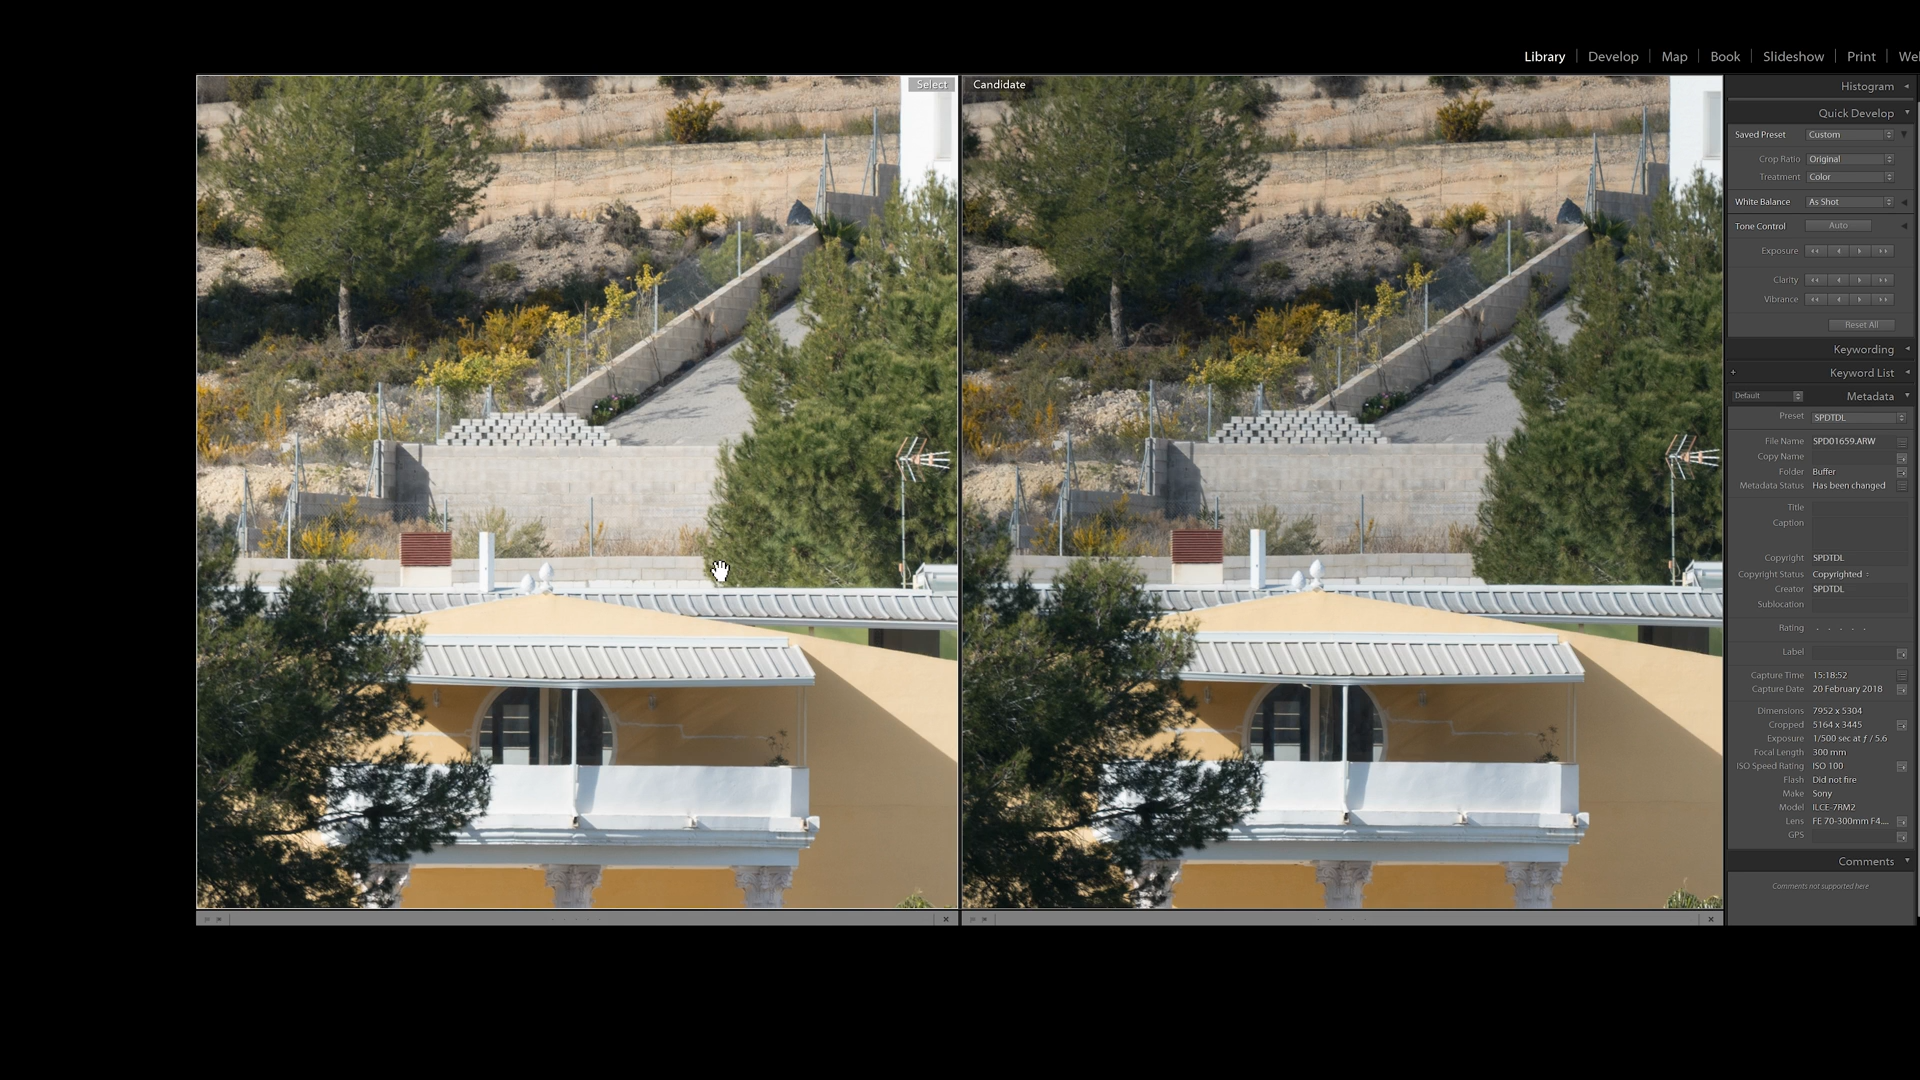 Library Develop Map Book Slideshow Print We
Select
Candidate
Histogram
Quick Develop
Saved Preset Custom
Crop Ratio Original
Treatment Color
White Balance As Shot
Tone Control Auto
Exposure
Clarity
Vibrance
Reset All
Keywording
+ Keyword List
Default Metadata
Preset SPDTDL
File Name SPD01659.ARW
Copy Name
Folder Buffer
Metadata Status Has been changed
Title
Caption
Copyright SPDTDL
Copyright Status Copyrighted
Creator SPDTDL
Sublocation
Rating
Label
Capture Time 15:18:52
Capture Date 20 February 2018
Dimensions 7952 x 5304
Cropped 5164 x 3445
Exposure 1/500 sec at ƒ / 5.6
Focal Length 300 mm
ISO Speed Rating ISO 100
Flash Did not fire
Make Sony
Model ILCE-7RM2
Lens FE 70-300mm F4....
GPS
Comments
Comments not supported here